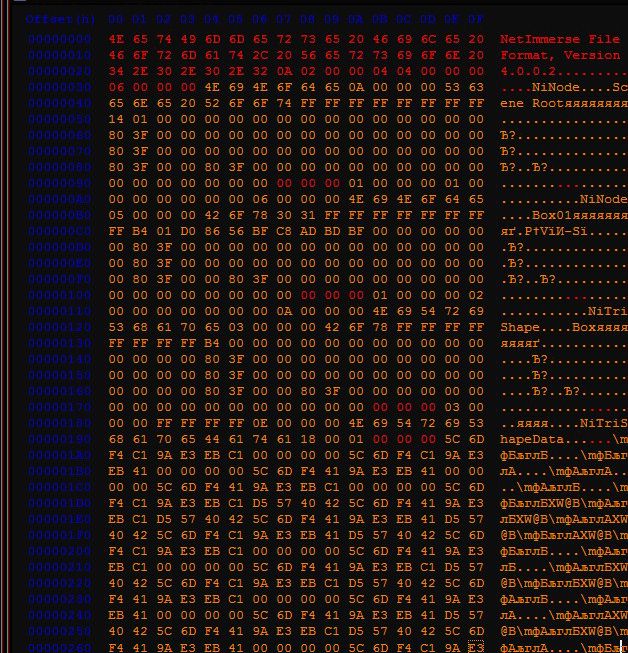 Offset(h) 00 01 02 03 04 05 06 07 08 09 0A 0B 0C 0D 0E 0F
00000000 4E 65 74 49 6D 6D 65 72 73 65 20 46 69 6C 65 20 NetImmerse File
00000010 46 6F 72 6D 61 74 2C 20 56 65 72 73 69 6F 6E 20 Format, Version
00000020 34 2E 30 2E 30 2E 32 0A 02 00 00 04 04 00 00 00 4.0.0.2.........
00000030 06 00 00 00 4E 69 4E 6F 64 65 0A 00 00 00 53 63 ....NiNode....Sc
00000040 65 6E 65 20 52 6F 6F 74 FF FF FF FF FF FF FF FF ene Rootяяяяяяяя
00000050 14 01 00 00 00 00 00 00 00 00 00 00 00 00 00 00 ................
00000060 80 3F 00 00 00 00 00 00 00 00 00 00 00 00 00 00 Ђ?..............
00000070 80 3F 00 00 00 00 00 00 00 00 00 00 00 00 00 00 Ђ?..............
00000080 80 3F 00 00 80 3F 00 00 00 00 00 00 00 00 00 00 Ђ?..Ђ?..........
00000090 00 00 00 00 00 00 00 00 00 00 01 00 00 00 01 00 ................
000000A0 00 00 00 00 00 00 06 00 00 00 4E 69 4E 6F 64 65 ..........NiNode
000000B0 05 00 00 00 42 6F 78 30 31 FF FF FF FF FF FF FF ....Box01яяяяяяя
000000C0 FF B4 01 D0 86 56 BF C8 AD BD BF 00 00 00 00 00 яґ.Р†VїИ-Sї.....
000000D0 00 80 3F 00 00 00 00 00 00 00 00 00 00 00 00 00 .Ђ?.............
000000E0 00 80 3F 00 00 00 00 00 00 00 00 00 00 00 00 00 .Ђ?.............
000000F0 00 80 3F 00 00 80 3F 00 00 00 00 00 00 00 00 00 .Ђ?..Ђ?.........
00000100 00 00 00 00 00 00 00 00 00 00 00 01 00 00 00 02 ................
00000110 00 00 00 00 00 00 00 0A 00 00 00 4E 69 54 72 69 ...........NiTri
00000120 53 68 61 70 65 03 00 00 00 42 6F 78 FF FF FF FF Shape....Boxяяяя
00000130 FF FF FF FF B4 00 00 00 00 00 00 00 00 00 00 00 яяяяґ...........
00000140 00 00 00 00 80 3F 00 00 00 00 00 00 00 00 00 00 ....Ђ?..........
00000150 00 00 00 00 80 3F 00 00 00 00 00 00 00 00 00 00 ....Ђ?..........
00000160 00 00 00 00 80 3F 00 00 80 3F 00 00 00 00 00 00 ....Ђ?..Ђ?......
00000170 00 00 00 00 00 00 00 00 00 00 00 00 00 00 03 00 ................
00000180 00 00 FF FF FF FF 0E 00 00 00 4E 69 54 72 69 53 ..яяяя....NiTriS
00000190 68 61 70 65 44 61 74 61 18 00 01 00 00 00 5C 6D hapeData......\m
000001A0 F4 C1 9A E3 EB C1 00 00 00 00 5C 6D F4 C1 9A E3 фБљглБ....\mфБљг
000001B0 EB 41 00 00 00 00 5C 6D F4 41 9A E3 EB 41 00 00 лA....\mфAљглA..
000001C0 00 00 5C 6D F4 41 9A E3 EB C1 00 00 00 00 5C 6D ..\mфAљглБ....\m
000001D0 F4 C1 9A E3 EB C1 D5 57 40 42 5C 6D F4 41 9A E3 фБљглБХW@B\mфAљг
000001E0 EB C1 D5 57 40 42 5C 6D F4 C1 9A E3 EB 41 D5 57 лБХW@B\mфБљглAХW
000001F0 40 42 5C 6D F4 41 9A E3 EB 41 D5 57 40 42 5C 6D @B\mфAљглAХW@B\m
00000200 F4 C1 9A E3 EB C1 00 00 00 00 5C 6D F4 41 9A E3 фБљглБ....\mфAљг
00000210 EB C1 00 00 00 00 5C 6D F4 C1 9A E3 EB C1 D5 57 лБ....\mфБљглБХW
00000220 40 42 5C 6D F4 41 9A E3 EB C1 D5 57 40 42 5C 6D @B\mфAљглБХW@B\m
00000230 F4 41 9A E3 EB C1 00 00 00 00 5C 6D F4 41 9A E3 фAљглБ....\mфAљг
00000240 EB 41 00 00 00 00 5C 6D F4 41 9A E3 EB 41 D5 57 лA....\mфAљглAХW
00000250 40 42 5C 6D F4 41 9A E3 EB C1 D5 57 40 42 5C 6D @B\mфAљглБХW@B\m
00000260 F4 41 9A E3 EB 41 00 00 00 00 5C 6D F4 C1 9A E3 фAљглA....\mфБљг